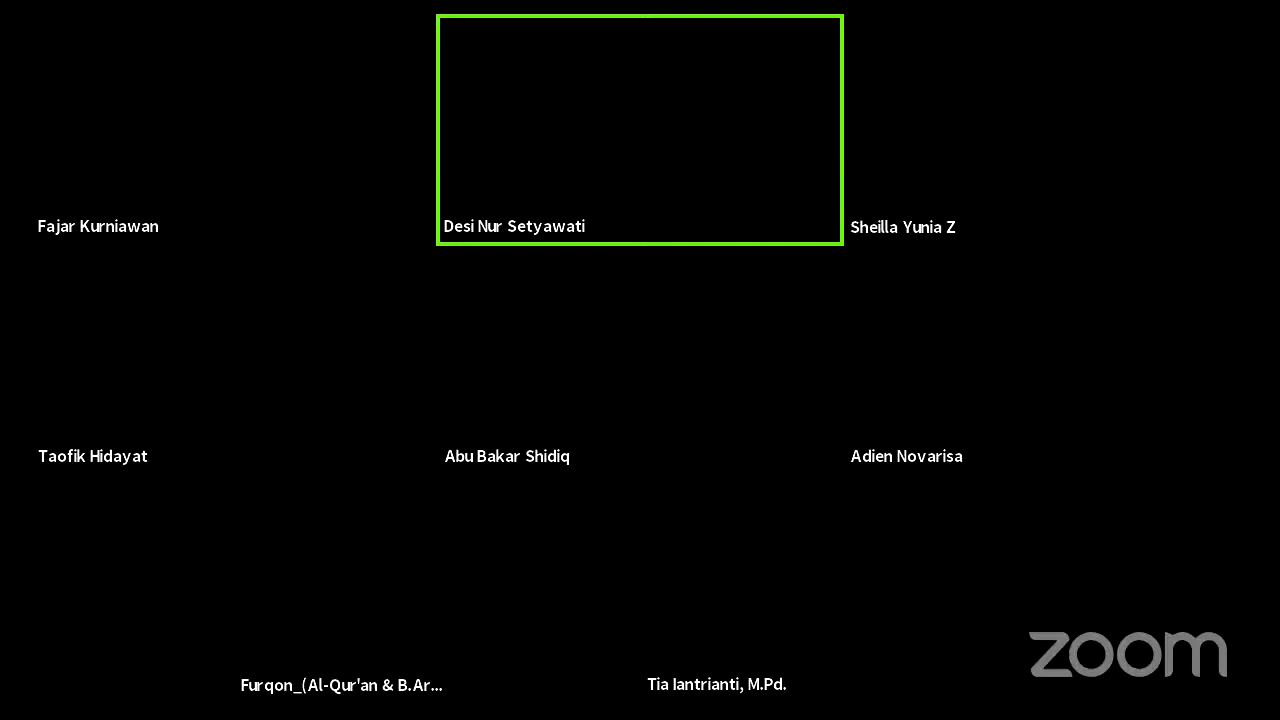 Fajar Kurniawan
Desi Nur Setyawati
Sheilla Yunia Z
Taofik Hidayat
Abu Bakar Shidiq
Adien Novarisa
Furqon_(Al-Qur'an & B.Ar...
Tia Iantrianti, M.Pd.
zoom